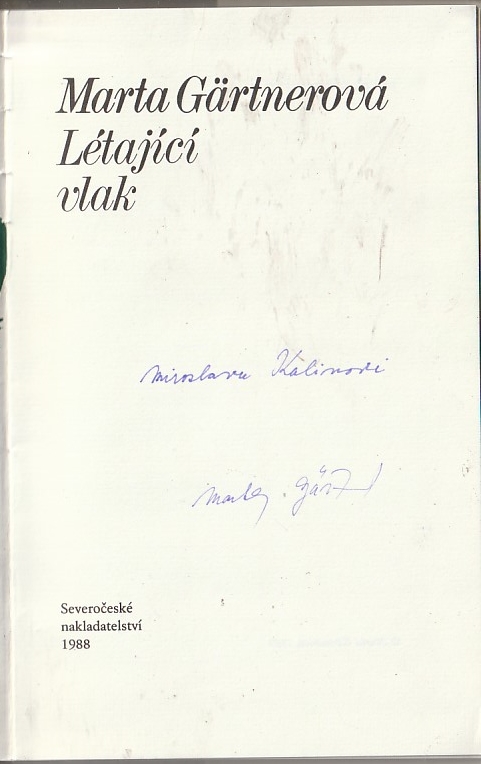 Marta Gärtnerová
Létající
vlak
Miroslavu Kalinovi
Severočeské
nakladatelství
1988